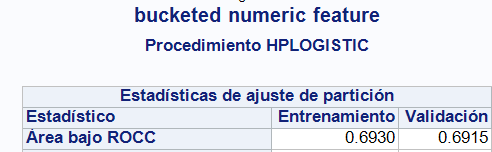 bucketed numeric feature
Procedimiento HPLOGISTIC
Estadísticas de ajuste de partición
Estadístico Entrenamiento Validación
Área bajo ROCC 0.6930 0.6915